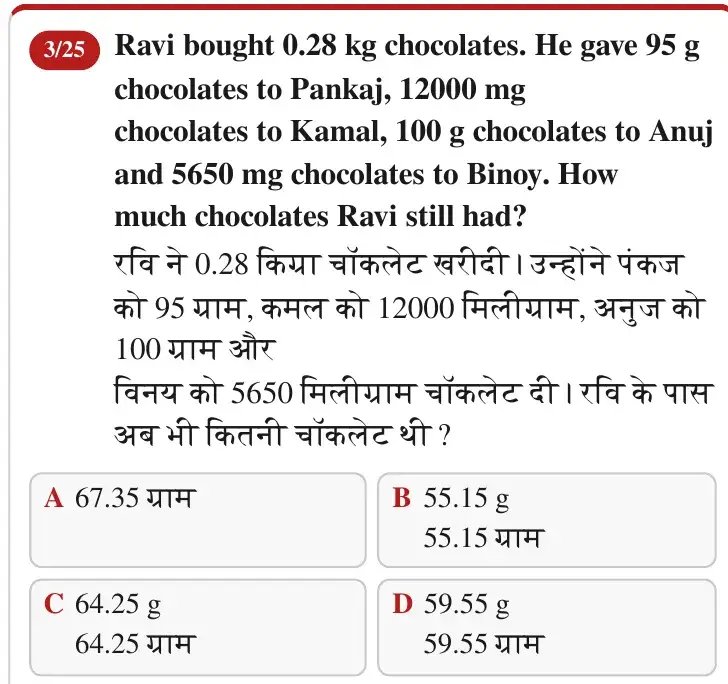 3/25 Ravi bought 0.28 kg chocolates. He gave 95 g
chocolates to Pankaj, 12000 mg
chocolates to Kamal, 100 g chocolates to Anuj
and 5650 mg chocolates to Binoy. How
much chocolates Ravi still had?
रवि ने 0.28 किग्रा चॉकलेट खरीदी। उन्होंने पंकज
को 95 ग्राम, कमल को 12000 मिलीग्राम, अनुज को
100 ग्राम और
विनय को 5650 मिलीग्राम चॉकलेट दी। रवि के पास
अब भी कितनी चॉकलेट थी ?
A 67.35 ग्राम
B 55.15 g
55.15 ग्राम
C 64.25 g
64.25 ग्राम
D 59.55 g
59.55 ग्राम